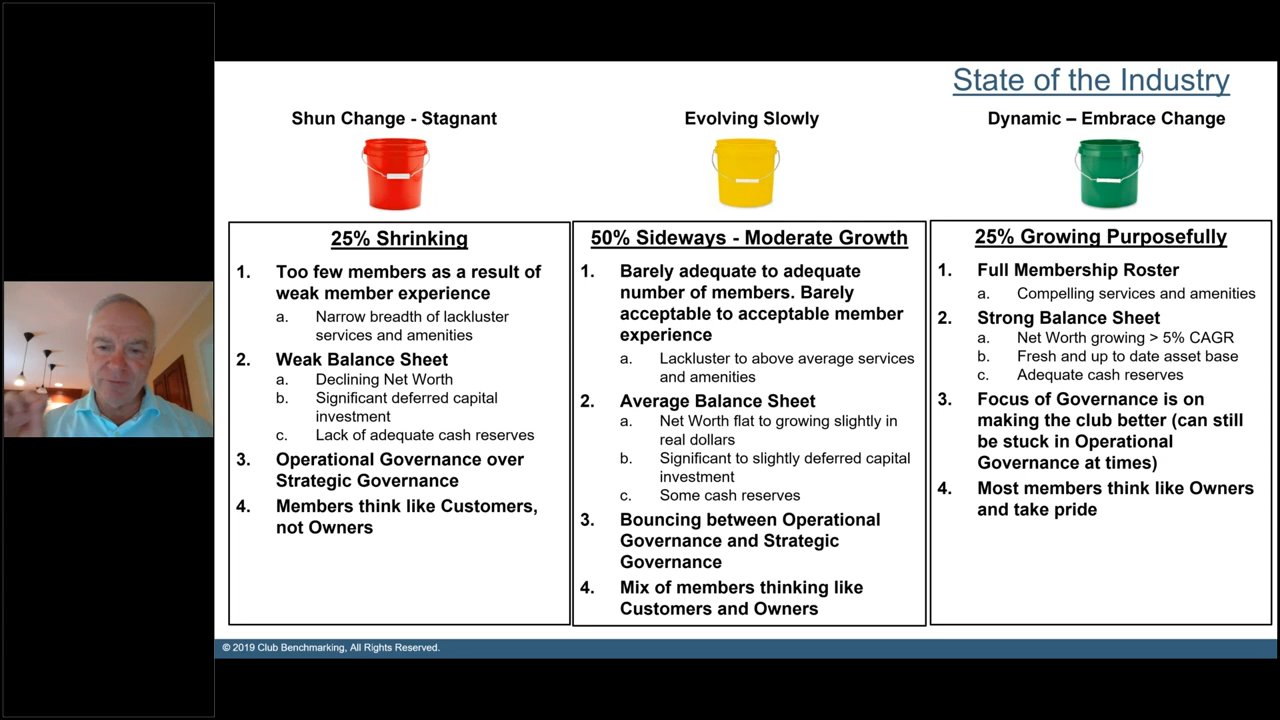 State of the Industry
Shun Change - Stagnant
25% Shrinking
1. Too few members as a result of
weak member experience
a. Narrow breadth of lackluster
services and amenities
2. Weak Balance Sheet
a. Declining Net Worth
b. Significant deferred capital
investment
c. Lack of adequate cash reserves
3. Operational Governance over
Strategic Governance
4. Members think like Customers,
not Owners
Evolving Slowly
50% Sideways - Moderate Growth
1. Barely adequate to adequate
number of members. Barely
acceptable to acceptable member
experience
a. Lackluster to above average services
and amenities
2. Average Balance Sheet
a. Net Worth flat to growing slightly in
real dollars
b. Significant to slightly deferred capital
investment
c. Some cash reserves
3. Bouncing between Operational
Governance and Strategic
Governance
4. Mix of members thinking like
Customers and Owners
Dynamic – Embrace Change
25% Growing Purposefully
1. Full Membership Roster
a. Compelling services and amenities
2. Strong Balance Sheet
a. Net Worth growing > 5% CAGR
b. Fresh and up to date asset base
c. Adequate cash reserves
3. Focus of Governance is on
making the club better (can still
be stuck in Operational
Governance at times)
4. Most members think like Owners
and take pride
© 2019 Club Benchmarking, All Rights Reserved.